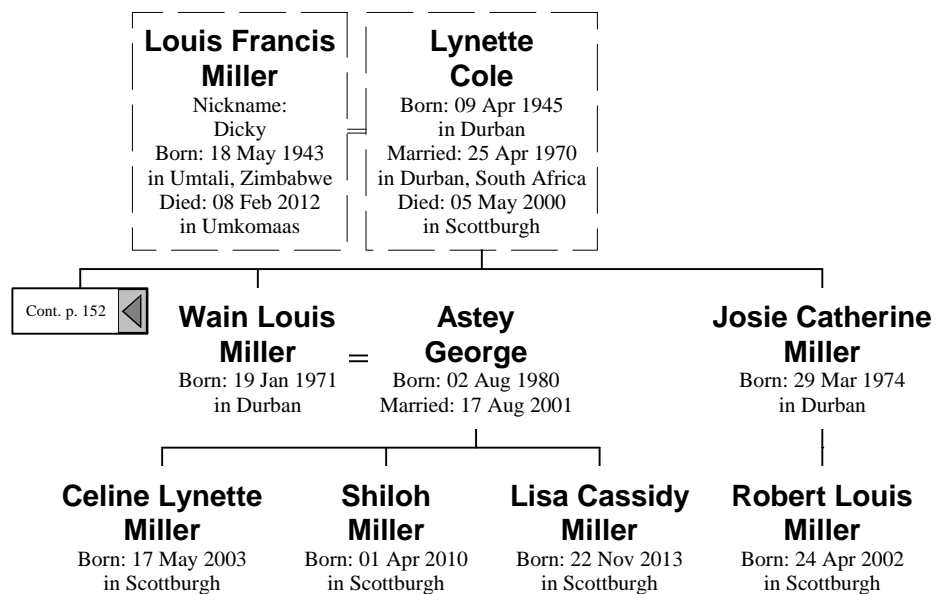 Louis Francis
Miller
Nickname:
Dicky
Born: 18 May 1943
in Umtali, Zimbabwe
Died: 08 Feb 2012
in Umkomaas
Lynette
Cole
Born: 09 Apr 1945
in Durban
Married: 25 Apr 1970
in Durban, South Africa
Died: 05 May 2000
in Scottburgh
Cont. p. 152
Wain Louis
Miller
Born: 19 Jan 1971
in Durban
=
Astey
George
Born: 02 Aug 1980
Married: 17 Aug 2001
Josie Catherine
Miller
Born: 29 Mar 1974
in Durban
Celine Lynette
Miller
Born: 17 May 2003
in Scottburgh
Shiloh
Miller
Born: 01 Apr 2010
in Scottburgh
Lisa Cassidy
Miller
Born: 22 Nov 2013
in Scottburgh
Robert Louis
Miller
Born: 24 Apr 2002
in Scottburgh